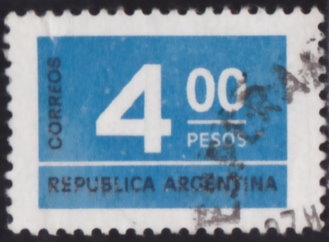 CORREOS
4 00
PESOS
REPUBLICA ARGENTINA